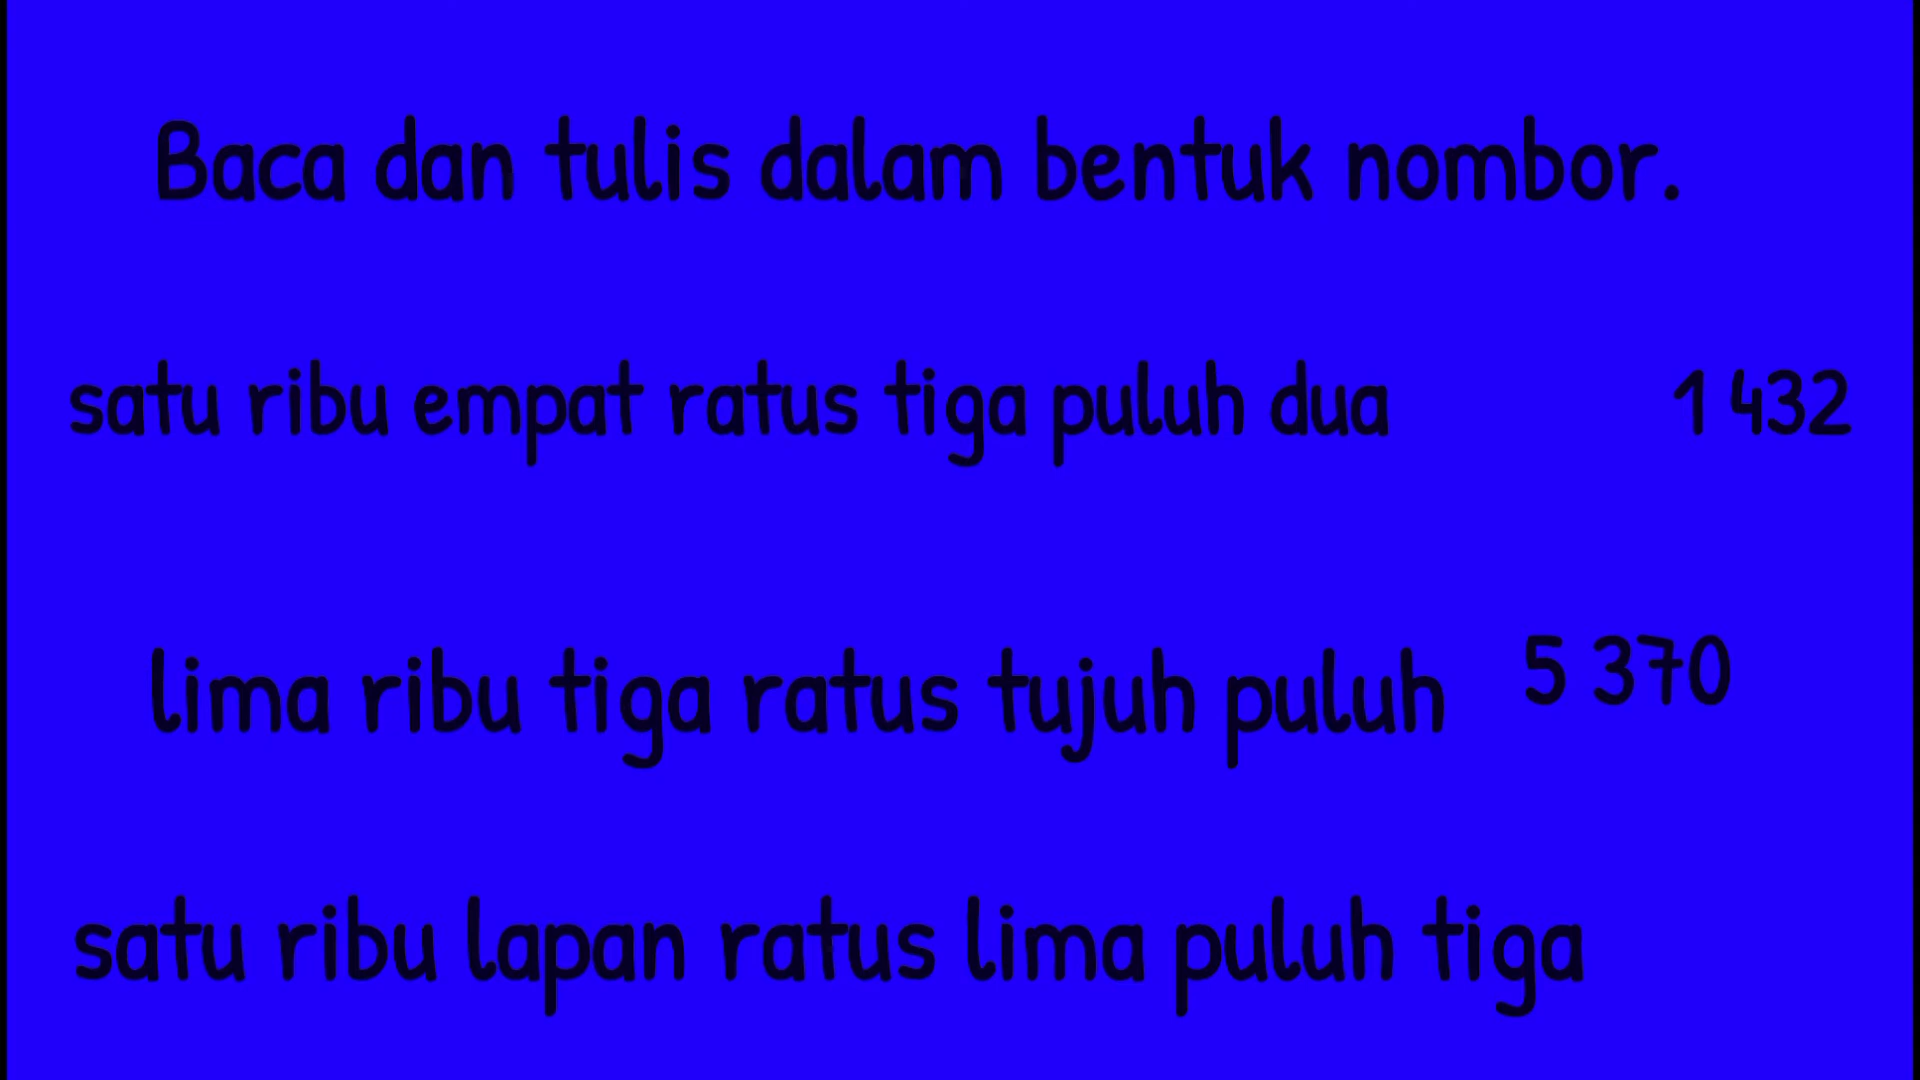 Baca dan tulis dalam bentuk nombor.
satu ribu empat ratus tiga puluh dua 1 432
lima ribu tiga ratus tujuh puluh 5 370
satu ribu lapan ratus lima puluh tiga